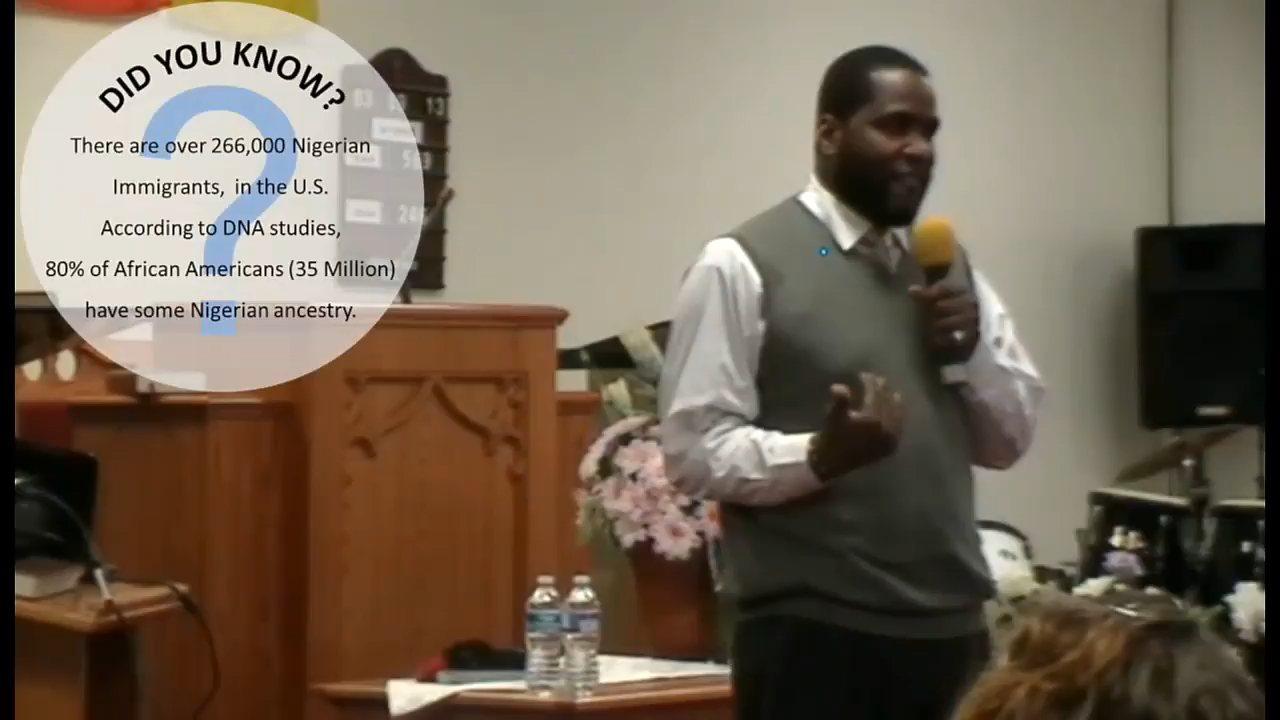 DID YOU KNOW?
There are over 266,000 Nigerian
Immigrants, in the U.S.
According to DNA studies,
80% of African Americans (35 Million)
have some Nigerian ancestry.
13